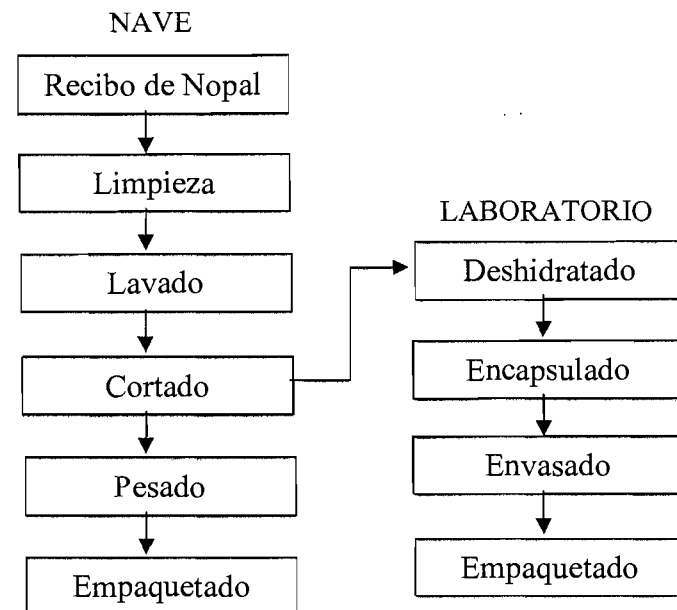 NAVE
Recibo de Nopal
Limpieza
Lavado
Cortado
Pesado
Empaquetado
LABORATORIO
Deshidratado
Encapsulado
Envasado
Empaquetado